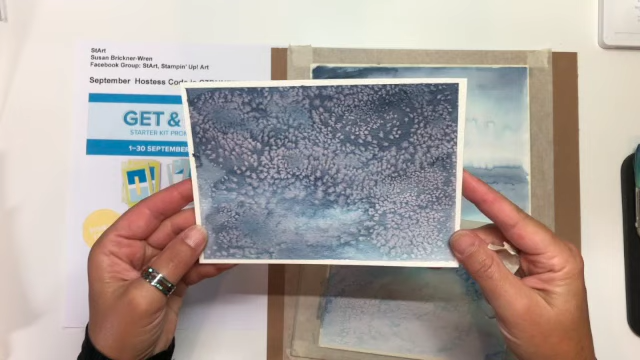 StArt
Susan Brickner-Wren
Facebook Group: StArt, Stampin' Up! Art
September Hostess Code is
GET &
STARTER KIT
1–30 SEPTEMBER